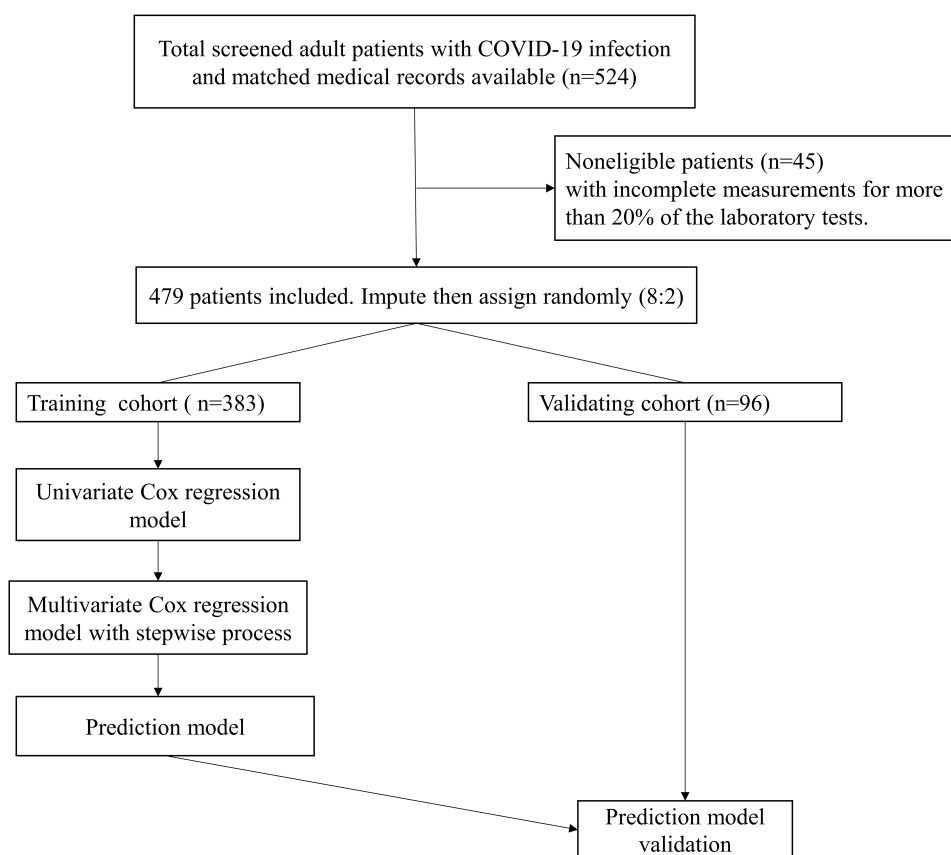 Total screened adult patients with COVID-19 infection
and matched medical records available (n=524)
Noneligible patients (n=45)
with incomplete measurements for more
than 20% of the laboratory tests.
479 patients included. Impute then assign randomly (8:2)
Training cohort ( n=383)
Validating cohort (n=96)
Univariate Cox regression
model
Multivariate Cox regression
model with stepwise process
Prediction model
Prediction model
validation